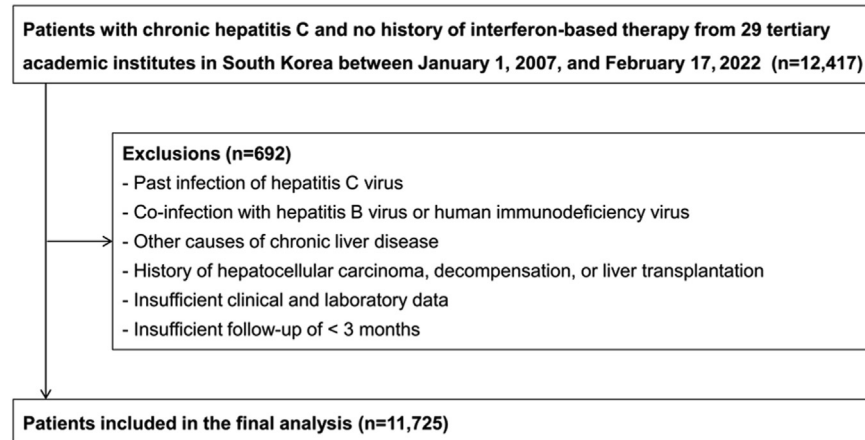 Patients with chronic hepatitis C and no history of interferon-based therapy from 29 tertiary
academic institutes in South Korea between January 1, 2007, and February 17, 2022 (n=12,417)
Exclusions (n=692)
- Past infection of hepatitis C virus
- Co-infection with hepatitis B virus or human immunodeficiency virus
- Other causes of chronic liver disease
- History of hepatocellular carcinoma, decompensation, or liver transplantation
- Insufficient clinical and laboratory data
- Insufficient follow-up of < 3 months
Patients included in the final analysis (n=11,725)